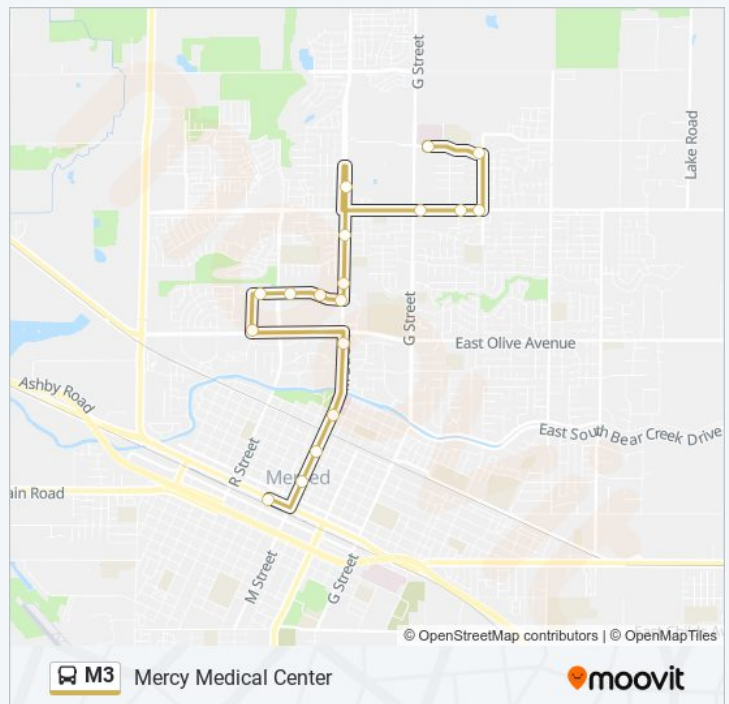 G Street
Lake Road
G Street
East Olive Avenue
Ashby Road
East South Bear Creek Drive
R Street
Merced
ain Road
M Street
G Street
© OpenStreetMap contributors | © OpenMapTiles
M3 Mercy Medical Center moovit